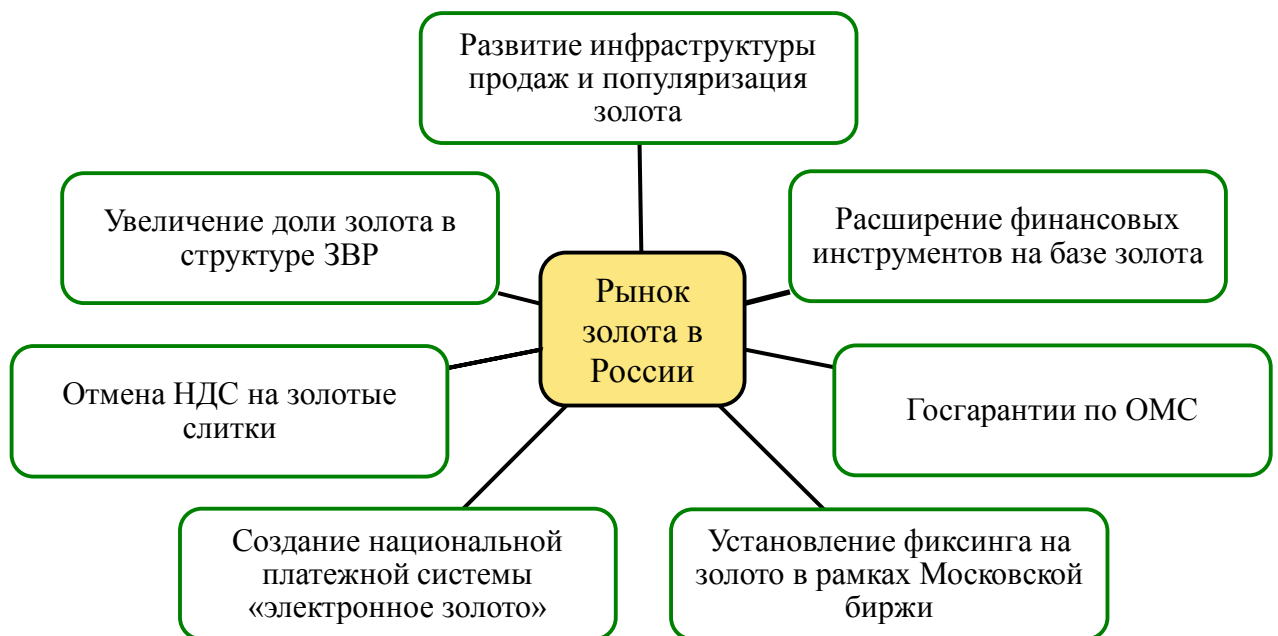 Развитие инфраструктуры
продаж и популяризация
золота
Увеличение доли золота в
структуре ЗВР
Расширение финансовых
инструментов на базе золота
Рынок
золота в
России
Отмена НДС на золотые
слитки
Госгарантии по ОМС
Создание национальной
платежной системы
«электронное золото»
Установление фиксинга на
золото в рамках Московской
биржи